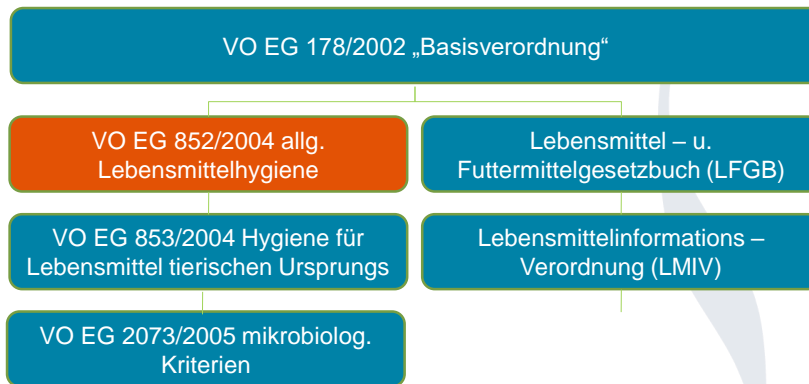 VO EG 178/2002 „Basisverordnung“
VO EG 852/2004 allg.
Lebensmittelhygiene
Lebensmittel – u.
Futtermittelgesetzbuch (LFGB)
VO EG 853/2004 Hygiene für
Lebensmittel tierischen Ursprungs
Lebensmittelinformations –
Verordnung (LMIV)
VO EG 2073/2005 mikrobiolog.
Kriterien